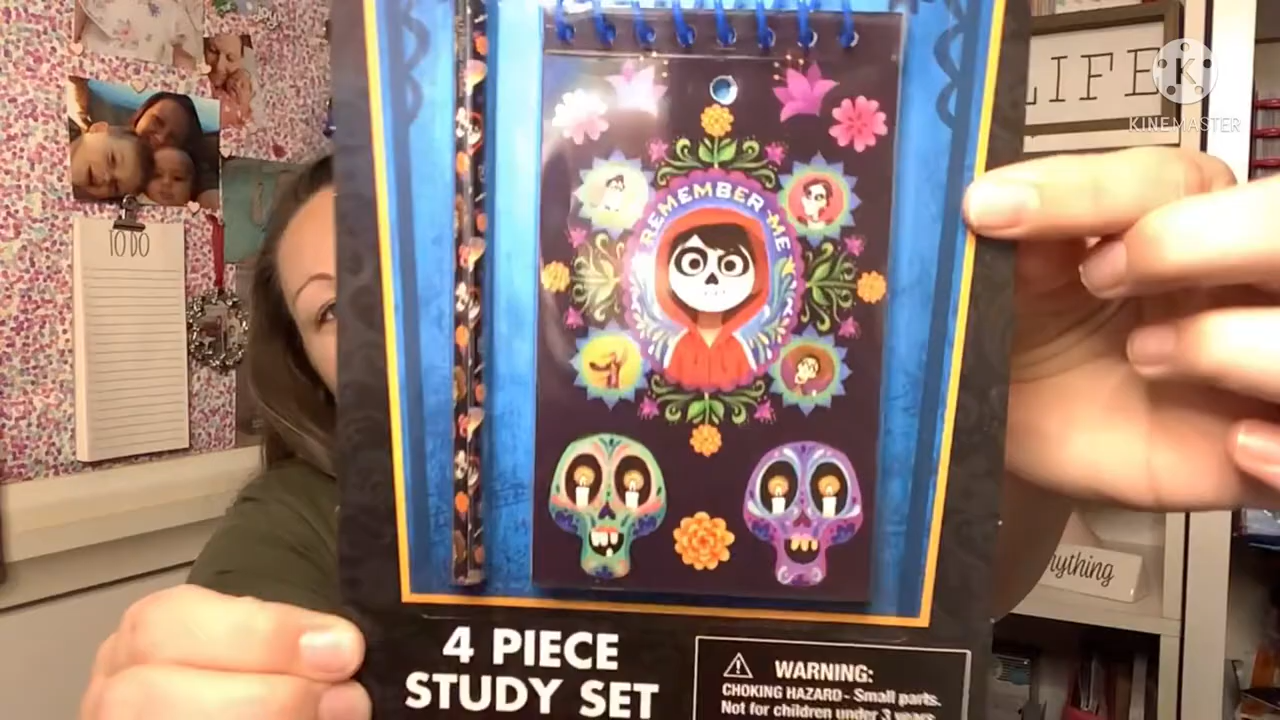 LIFE
KINEMASTER
TO DO
REMEMBER ME
rything
4 PIECE
STUDY SET
WARNING:
CHOKING HAZARD - Small parts.
Not for children under 3 years.